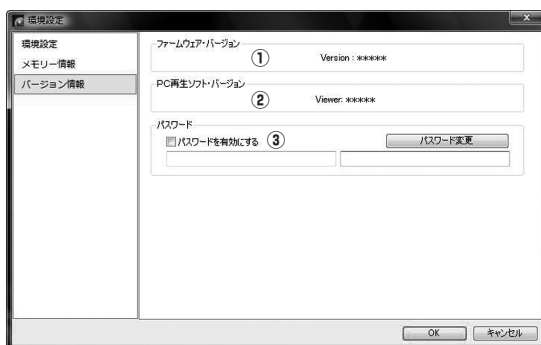 環境設定
環境設定
メモリー情報
バージョン情報
ファームウェア・バージョン
① Version : *****
PC再生ソフト・バージョン
② Viewer: *****
パスワード
パスワードを有効にする ③ パスワード変更
OK キャンセル